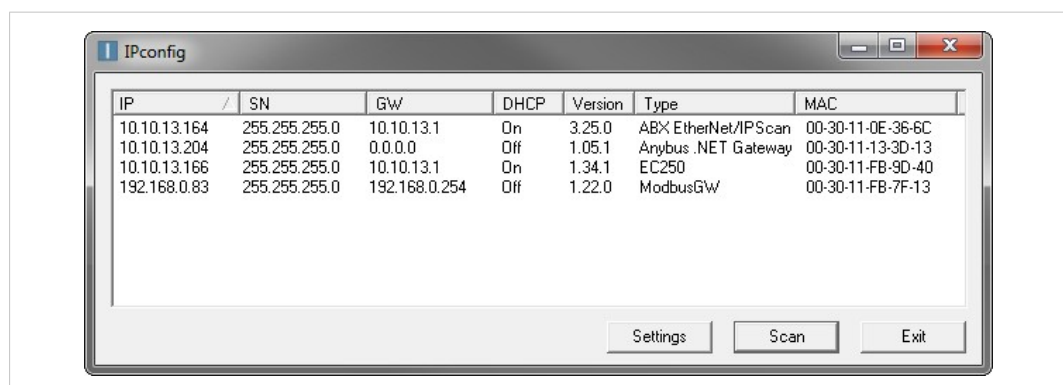 IPconfig
IP SN GW DHCP Version Type MAC
10.10.13.164 255.255.255.0 10.10.13.1 On 3.25.0 ABX EtherNet/IPScan 00-30-11-0E-36-6C
10.10.13.204 255.255.255.0 0.0.0.0 Off 1.05.1 Anybus .NET Gateway 00-30-11-13-3D-13
10.10.13.166 255.255.255.0 10.10.13.1 On 1.34.1 EC250 00-30-11-FB-9D-40
192.168.0.83 255.255.255.0 192.168.0.254 Off 1.22.0 ModbusGW 00-30-11-FB-7F-13
Settings Scan Exit